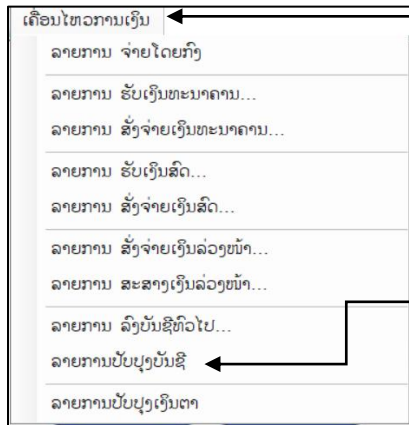 ເຄື່ອນໄຫວການເງິນ
ລາຍການ ຈ່າຍໂດຍກົງ
ລາຍການ ຮັບເງິນທະນາຄານ...
ລາຍການ ສັ່ງຈ່າຍເງິນທະນາຄານ...
ລາຍການ ຮັບເງິນສົດ...
ລາຍການ ສັ່ງຈ່າຍເງິນສົດ...
ລາຍການ ສັ່ງຈ່າຍເງິນລ່ວງໜ້າ...
ລາຍການ ສະສາງເງິນລ່ວງໜ້າ...
ລາຍການ ລົງບັນຊີທົ່ວໄປ...
ລາຍການປັບປຸງບັນຊີ
ລາຍການປັບປຸງເງິນຕາ